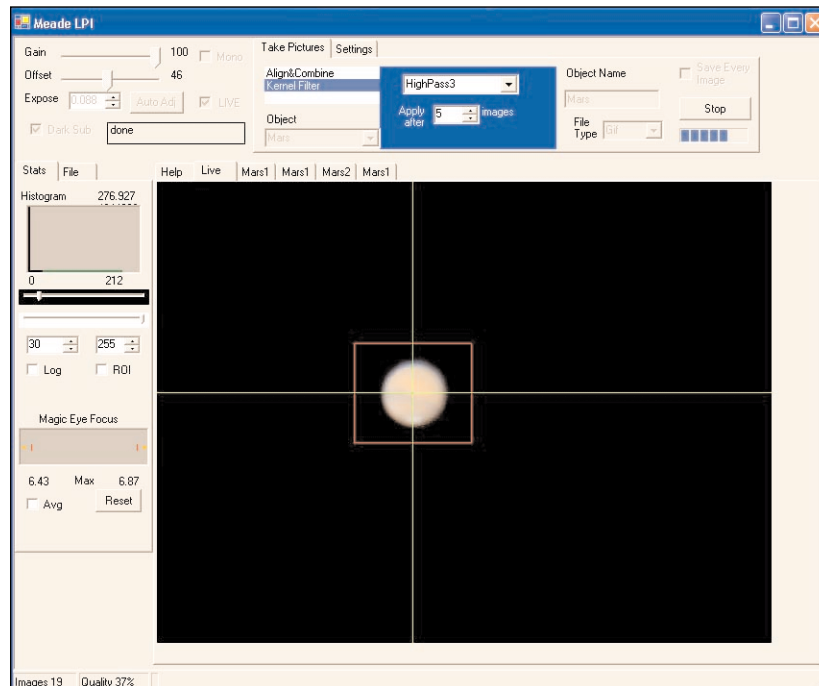 Meade LPI
Gain 100 Mono
Offset 46
Expose 0.088 Auto Adj LIVE
Dark Sub done
Take Pictures Settings
Align&Combine
Kernel Filter
Object
Mars
HighPass3
Apply after 5 images
Object Name
Mars
File Type Gif
Save Every Image
Stop
Stats File
Help Live Mars1 Mars1 Mars2 Mars1
Histogram 276.927
0 212
30 255
Log ROI
Magic Eye Focus
6.43 Max 6.87
Avg Reset
Images 19 Quality 37%